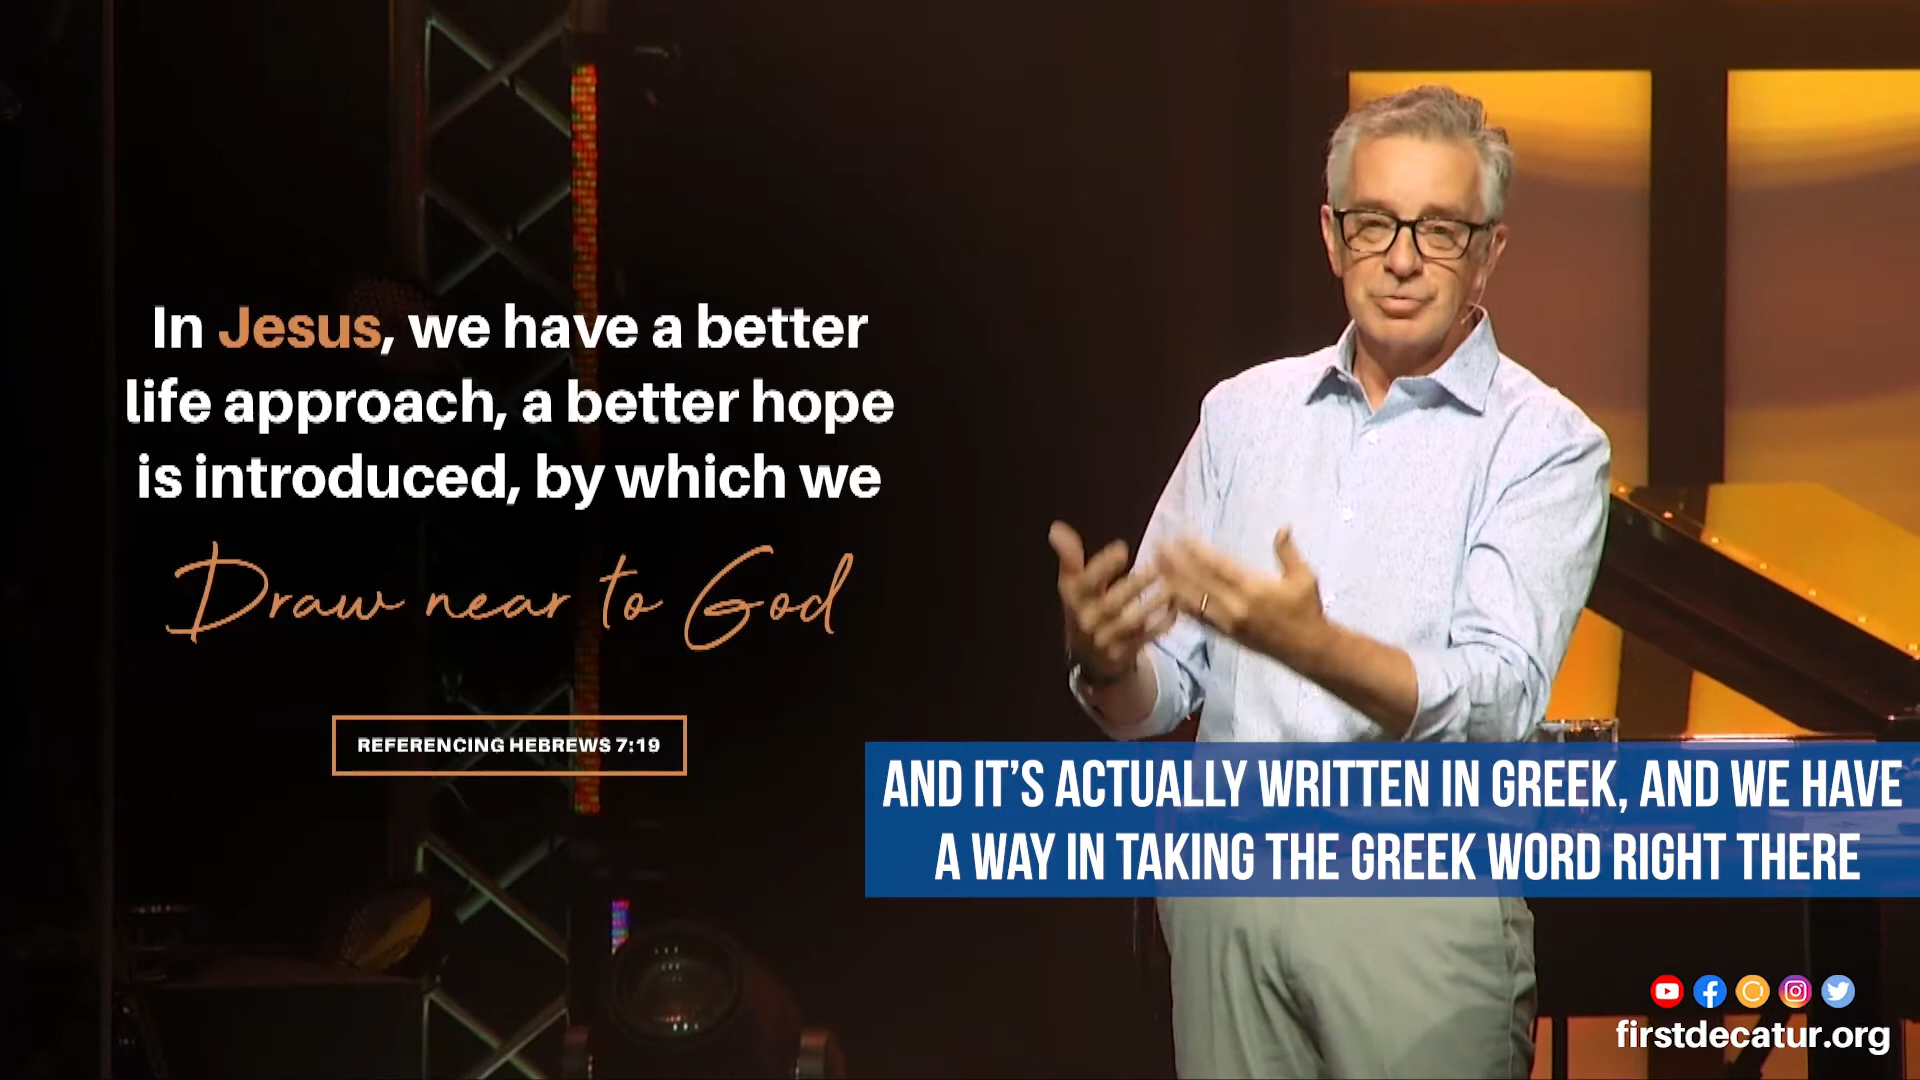 In Jesus, we have a better
life approach, a better hope
is introduced, by which we
Draw near to God
REFERENCING HEBREWS 7:19
AND IT’S ACTUALLY WRITTEN IN GREEK, AND WE HAVE
A WAY IN TAKING THE GREEK WORD RIGHT THERE
firstdecatur.org